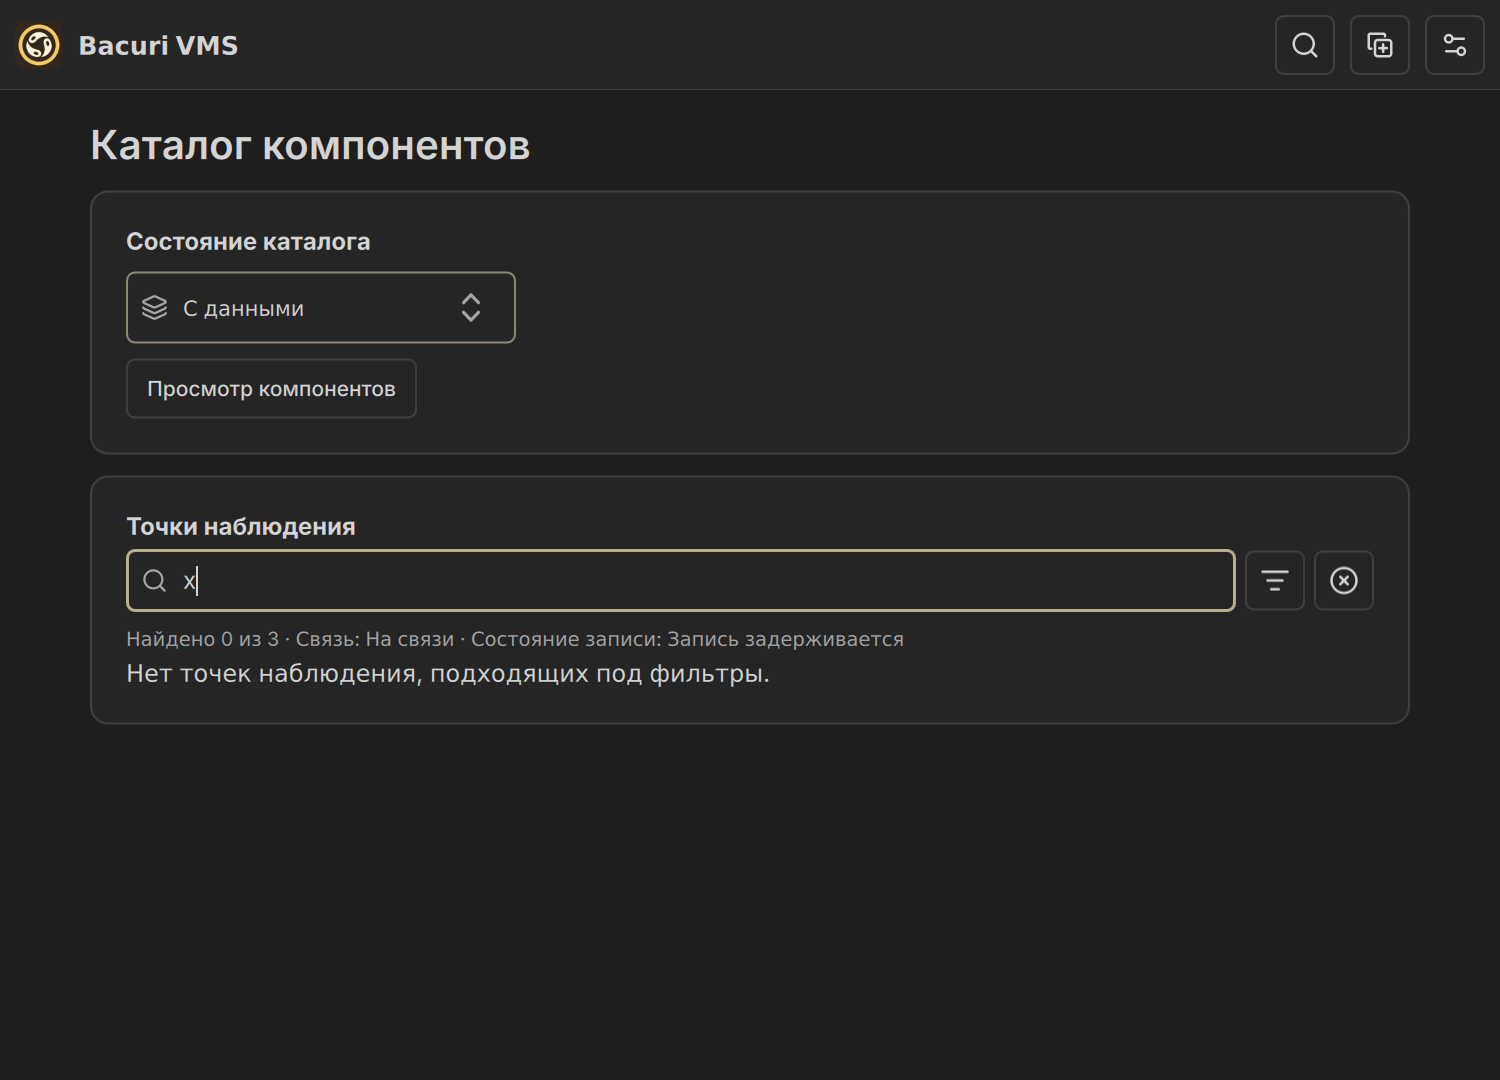 Bacuri VMS
Каталог компонентов
Состояние каталога
С данными
Просмотр компонентов
Точки наблюдения
x
Найдено 0 из 3 · Связь: На связи · Состояние записи: Запись задерживается
Нет точек наблюдения, подходящих под фильтры.